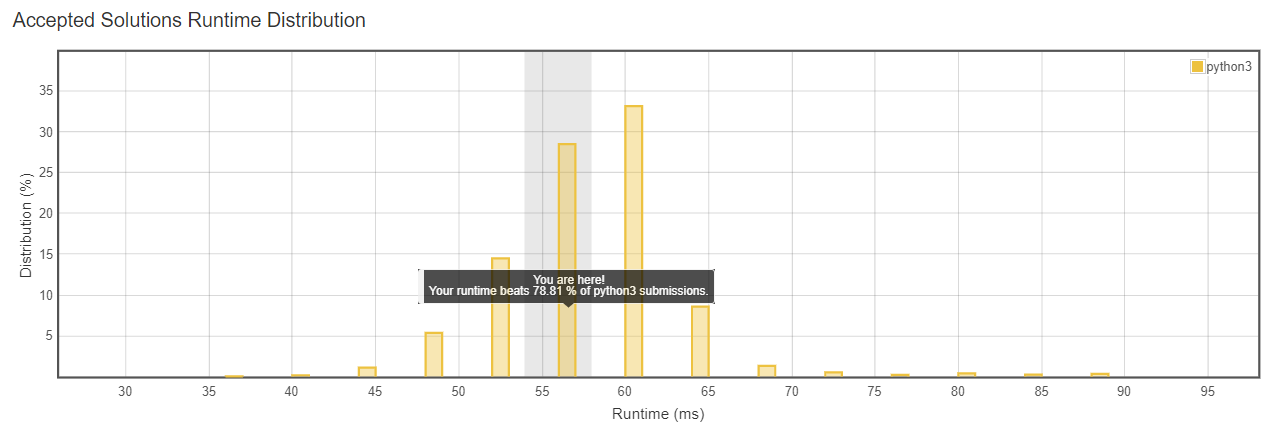 Accepted Solutions Runtime Distribution
python3
35
30
25
20
15
10
5
Distribution (%)
You are here!
Your runtime beats 78.81 % of python3 submissions.
30 35 40 45 50 55 60 65 70 75 80 85 90 95
Runtime (ms)